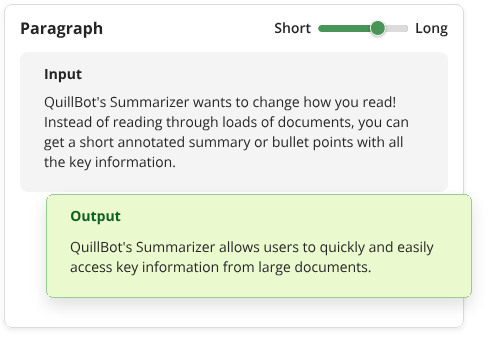 Paragraph
Short Long
Input
QuillBot's Summarizer wants to change how you read!
Instead of reading through loads of documents, you can
get a short annotated summary or bullet points with all
the key information.
Output
QuillBot's Summarizer allows users to quickly and easily
access key information from large documents.